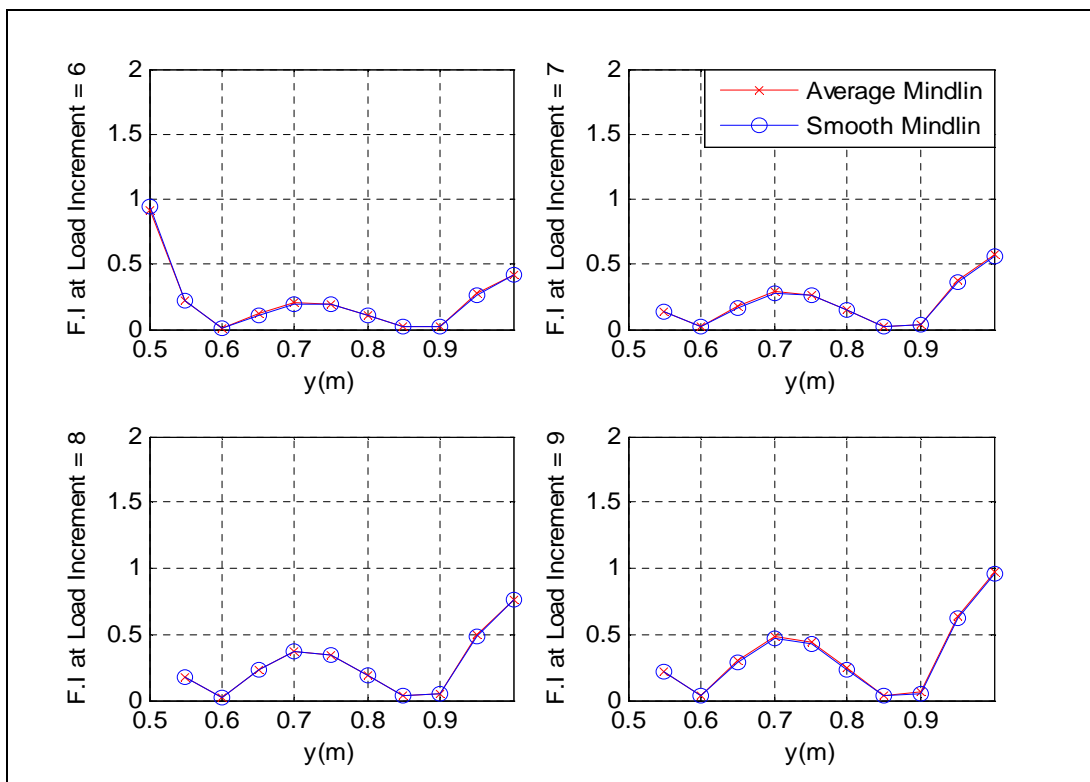 F.I at Load Increment = 6
2
1.5
1
0.5
0
0.5 0.6 0.7 0.8 0.9
y(m)
F.I at Load Increment = 7
2
1.5
1
0.5
0
0.5 0.6 0.7 0.8 0.9
y(m)
Average Mindlin
Smooth Mindlin
F.I at Load Increment = 8
2
1.5
1
0.5
0
0.5 0.6 0.7 0.8 0.9
y(m)
F.I at Load Increment = 9
2
1.5
1
0.5
0
0.5 0.6 0.7 0.8 0.9
y(m)